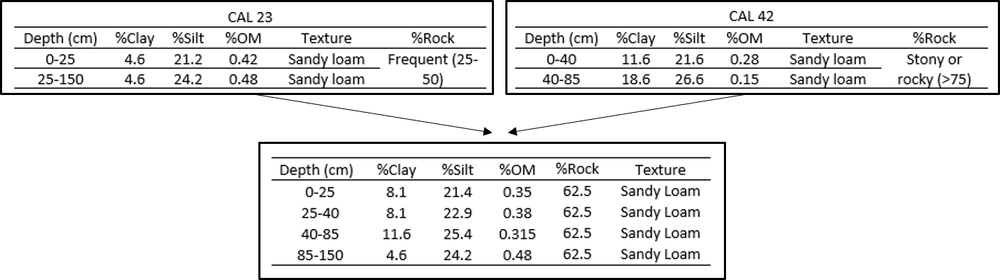 CAL 23
Depth (cm) %Clay %Silt %OM Texture %Rock
0-25 4.6 21.2 0.42 Sandy loam Frequent (25-
25-150 4.6 24.2 0.48 Sandy loam 50)
CAL 42
Depth (cm) %Clay %Silt %OM Texture %Rock
0-40 11.6 21.6 0.28 Sandy loam Stony or
40-85 18.6 26.6 0.15 Sandy loam rocky (>75)
Depth (cm) %Clay %Silt %OM %Rock Texture
0-25 8.1 21.4 0.35 62.5 Sandy Loam
25-40 8.1 22.9 0.38 62.5 Sandy Loam
40-85 11.6 25.4 0.315 62.5 Sandy Loam
85-150 4.6 24.2 0.48 62.5 Sandy Loam